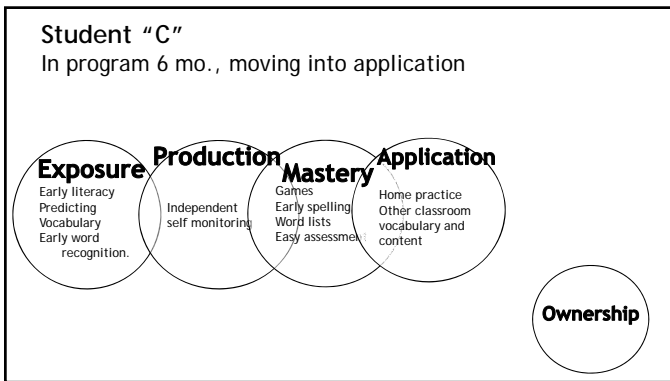 Student “C”
In program 6 mo., moving into application
Exposure
Early literacy
Predicting
Vocabulary
Early word
recognition.
Production
Independent
self monitoring
Mastery
Games
Early spelling
Word lists
Easy assessment
Application
Home practice
Other classroom
vocabulary and
content
Ownership